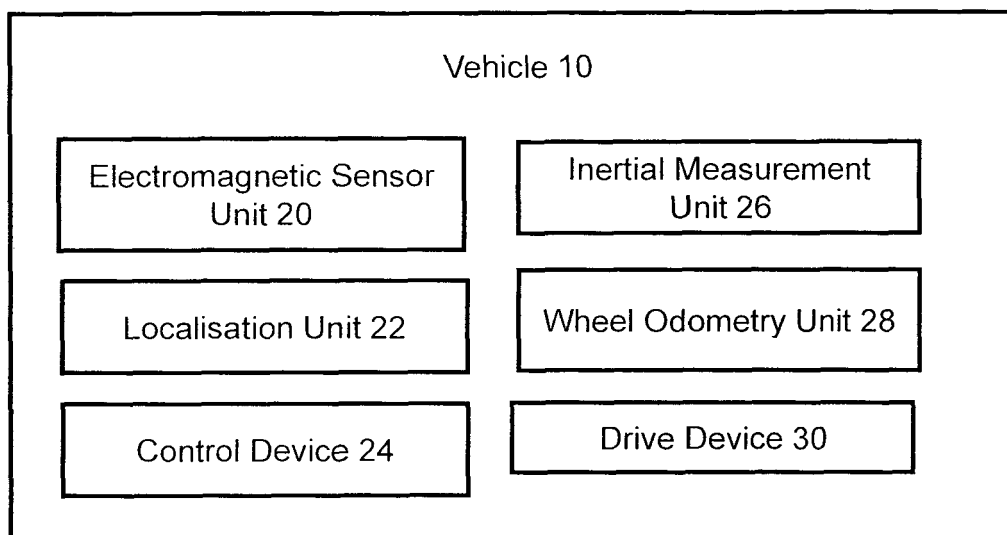 Vehicle 10
Electromagnetic Sensor
Unit 20
Inertial Measurement
Unit 26
Localisation Unit 22
Wheel Odometry Unit 28
Control Device 24
Drive Device 30